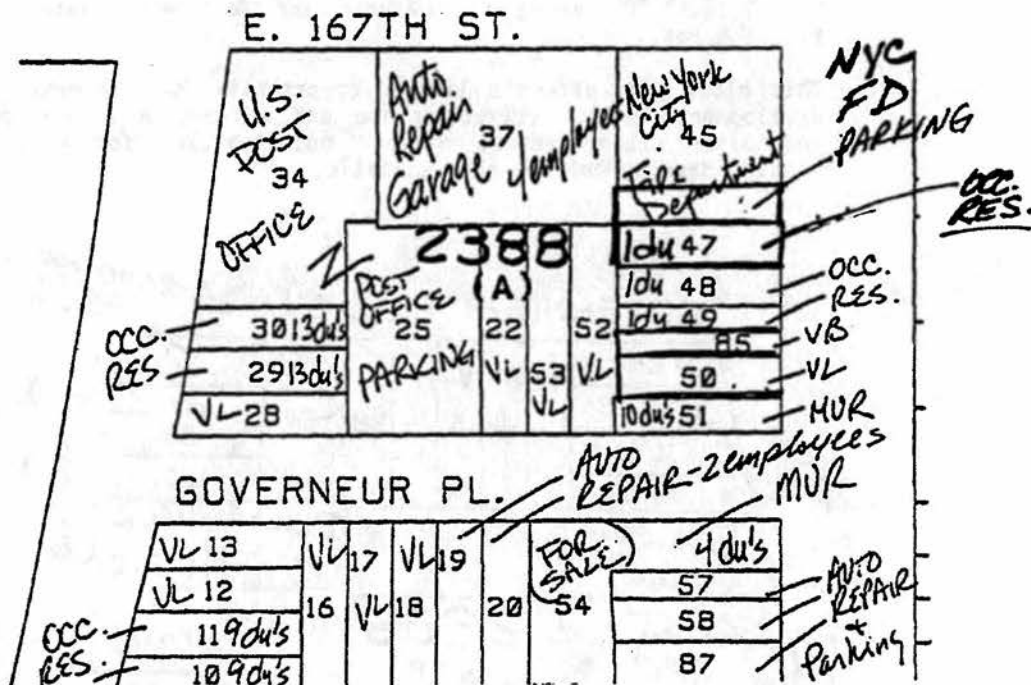 E. 167TH ST.
U.S.
POST
34
OFFICE
Auto
Repair
37
Garage 4 employees
New York
City
45
Fire
Department
NYC
FD
PARKING
OCC.
RES.
2388
(A)
1du 47
1du 48
OCC.
RES.
1du 49
85
VB
50
VL
10du's 51
MUR
POST
OFFICE
25
PARKING
22
VL
53
VL
52
VL
OCC.
RES
30 13du's
29 13du's
VL 28
GOVERNEUR PL.
AUTO
REPAIR-2employees
MUR
VL 13
VL 12
OCC.
RES.
11 9du's
10 9du's
VL 17
16
VL 19
VL 18
20
FOR
SALE
54
4 du's
57
58
87
AUTO
REPAIR
+
Parking